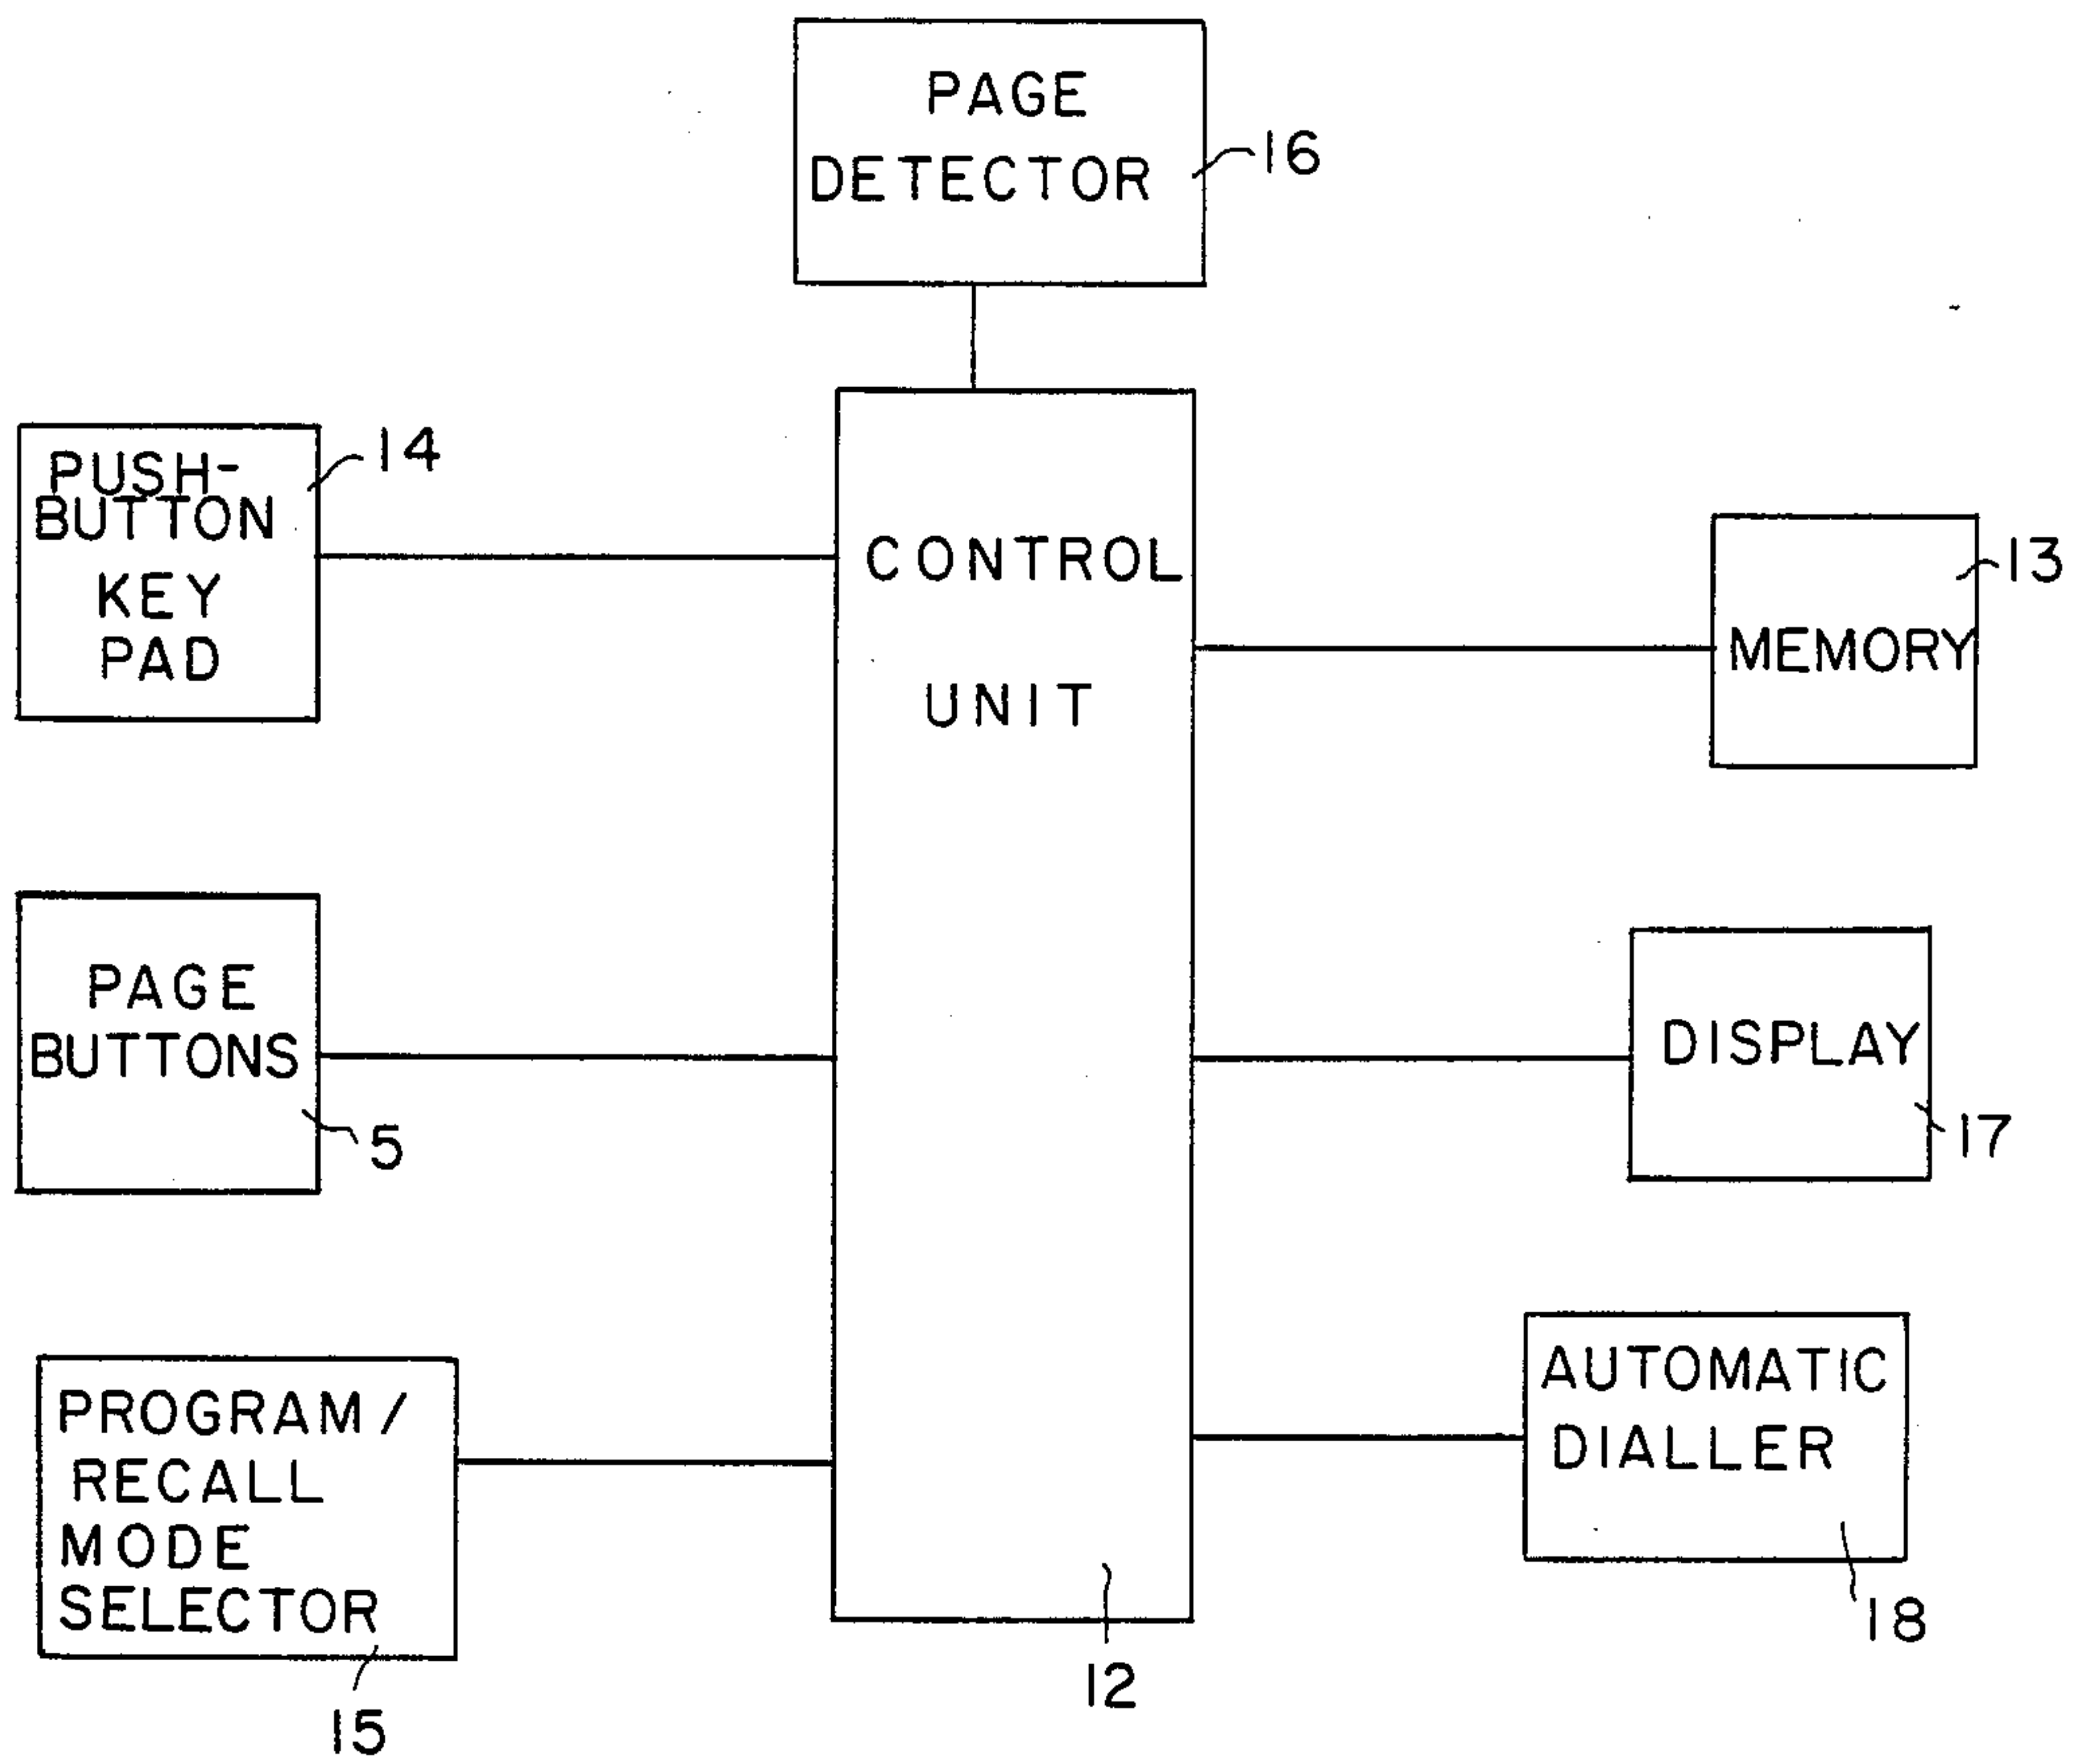 PAGE
DETECTOR
16
PUSH-
BUTTON
KEY
PAD
14
CONTROL
UNIT
13
MEMORY
PAGE
BUTTONS
5
DISPLAY
17
PROGRAM/
RECALL
MODE
SELECTOR
15
12
AUTOMATIC
DIALLER
18